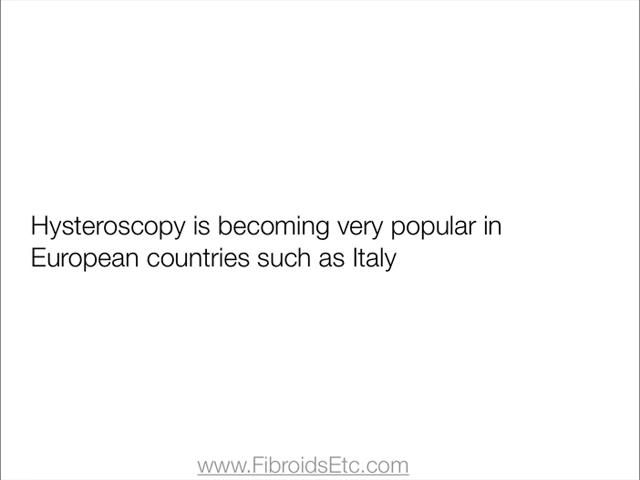 Hysteroscopy is becoming very popular in
European countries such as Italy
www.FibroidsEtc.com